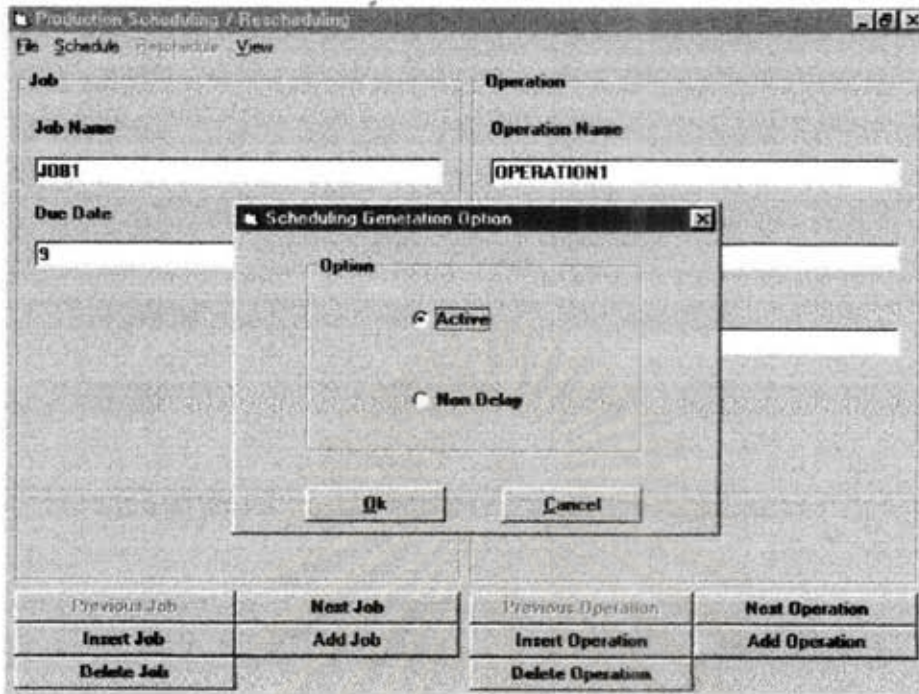 Production Scheduling / Rescheduling
File Schedule Reschedule View
Job
Operation
Job Name
Operation Name
JOB1
OPERATION1
Due Date
9
Scheduling Generation Option
Option
Active
Non Delay
Ok
Cancel
Previous Job
Next Job
Previous Operation
Next Operation
Insert Job
Add Job
Insert Operation
Add Operation
Delete Job
Delete Operation